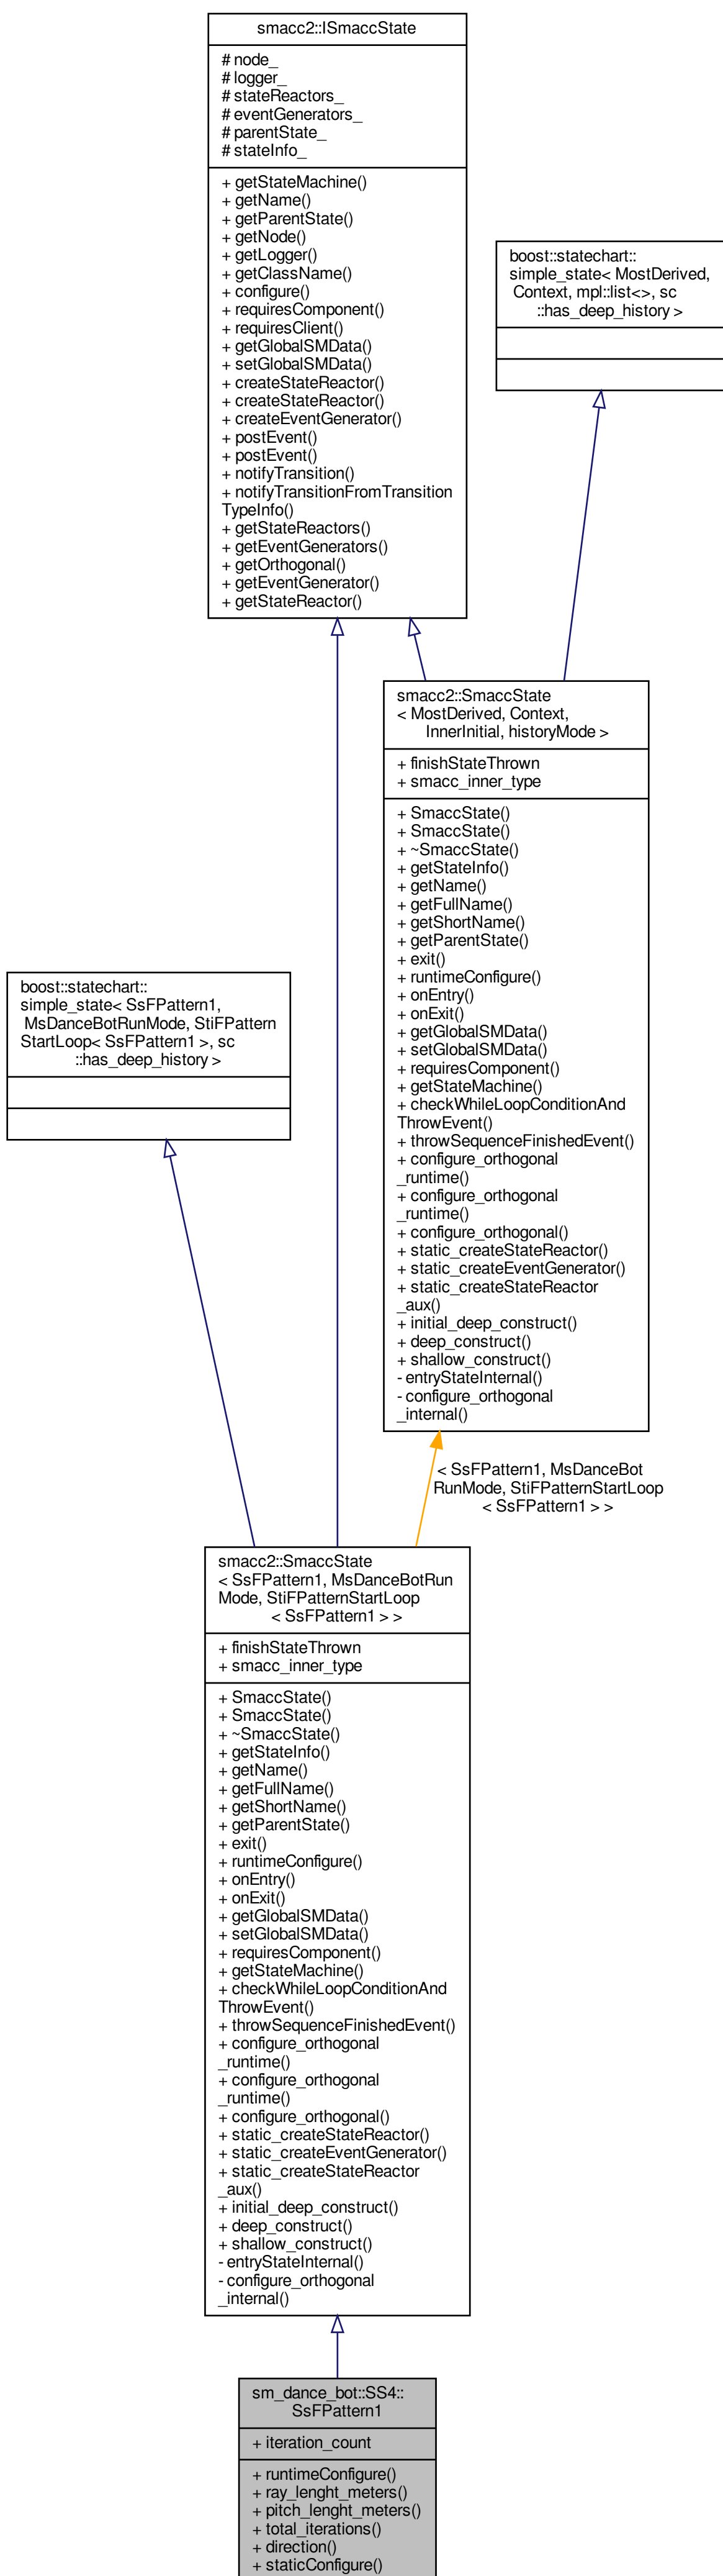 smacc2::ISmaccState
# node_
# logger_
# stateReactors_
# eventGenerators_
# parentState_
# stateInfo_
+ getStateMachine()
+ getName()
+ getParentState()
+ getNode()
+ getLogger()
+ getClassName()
+ configure()
+ requiresComponent()
+ requiresClient()
+ getGlobalSMData()
+ setGlobalSMData()
+ createStateReactor()
+ createStateReactor()
+ createEventGenerator()
+ postEvent()
+ postEvent()
+ notifyTransition()
+ notifyTransitionFromTransition
TypeInfo()
+ getStateReactors()
+ getEventGenerators()
+ getOrthogonal()
+ getEventGenerator()
+ getStateReactor()
boost::statechart::
simple_state< MostDerived,
Context, mpl::list<>, sc
::has_deep_history >
smacc2::SmaccState
< MostDerived, Context,
InnerInitial, historyMode >
+ finishStateThrown
+ smacc_inner_type
+ SmaccState()
+ SmaccState()
+ ~SmaccState()
+ getStateInfo()
+ getName()
+ getFullName()
+ getShortName()
+ getParentState()
+ exit()
+ runtimeConfigure()
+ onEntry()
+ onExit()
+ getGlobalSMData()
+ setGlobalSMData()
+ requiresComponent()
+ getStateMachine()
+ checkWhileLoopConditionAnd
ThrowEvent()
+ throwSequenceFinishedEvent()
+ configure_orthogonal
_runtime()
+ configure_orthogonal
_runtime()
+ configure_orthogonal()
+ static_createStateReactor()
+ static_createEventGenerator()
+ static_createStateReactor
_aux()
+ initial_deep_construct()
+ deep_construct()
+ shallow_construct()
- entryStateInternal()
- configure_orthogonal
_internal()
boost::statechart::
simple_state< SsFPattern1,
MsDanceBotRunMode, StiFPattern
StartLoop< SsFPattern1 >, sc
::has_deep_history >
< SsFPattern1, MsDanceBot
RunMode, StiFPatternStartLoop
< SsFPattern1 > >
smacc2::SmaccState
< SsFPattern1, MsDanceBotRun
Mode, StiFPatternStartLoop
< SsFPattern1 > >
+ finishStateThrown
+ smacc_inner_type
+ SmaccState()
+ SmaccState()
+ ~SmaccState()
+ getStateInfo()
+ getName()
+ getFullName()
+ getShortName()
+ getParentState()
+ exit()
+ runtimeConfigure()
+ onEntry()
+ onExit()
+ getGlobalSMData()
+ setGlobalSMData()
+ requiresComponent()
+ getStateMachine()
+ checkWhileLoopConditionAnd
ThrowEvent()
+ throwSequenceFinishedEvent()
+ configure_orthogonal
_runtime()
+ configure_orthogonal
_runtime()
+ configure_orthogonal()
+ static_createStateReactor()
+ static_createEventGenerator()
+ static_createStateReactor
_aux()
+ initial_deep_construct()
+ deep_construct()
+ shallow_construct()
- entryStateInternal()
- configure_orthogonal
_internal()
sm_dance_bot::SS4::
SsFPattern1
+ iteration_count
+ runtimeConfigure()
+ ray_lenght_meters()
+ pitch_lenght_meters()
+ total_iterations()
+ direction()
+ staticConfigure()